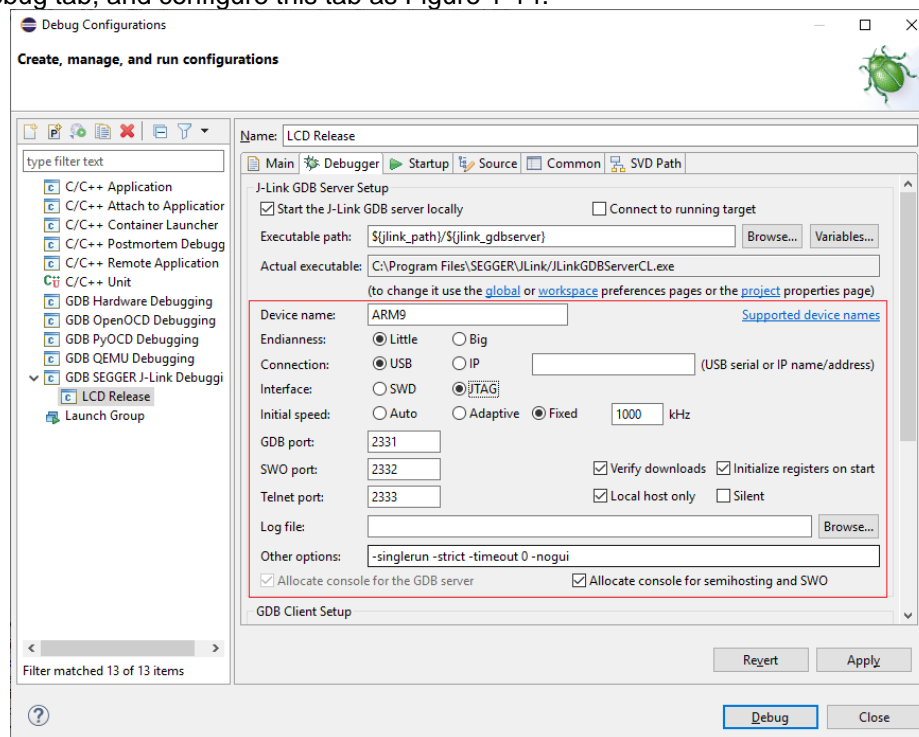 ebug tab, and configure this tab as Figure 1-14.
Debug Configurations
Create, manage, and run configurations
type filter text
C/C++ Application
C/C++ Attach to Applicatior
C/C++ Container Launcher
C/C++ Postmortem Debugg
C/C++ Remote Application
C/C++ Unit
GDB Hardware Debugging
GDB OpenOCD Debugging
GDB PyOCD Debugging
GDB QEMU Debugging
GDB SEGGER J-Link Debuggi
LCD Release
Launch Group
Filter matched 13 of 13 items
Name: LCD Release
Main Debugger Startup Source Common SVD Path
J-Link GDB Server Setup
Start the J-Link GDB server locally Connect to running target
Executable path: ${jlink_path}/${jlink_gdbserver} Browse... Variables...
Actual executable: C:\Program Files\SEGGER\JLink/JLinkGDBServerCL.exe
(to change it use the global or workspace preferences pages or the project properties page)
Device name: ARM9 Supported device names
Endianness: Little Big
Connection: USB IP (USB serial or IP name/address)
Interface: SWD JTAG
Initial speed: Auto Adaptive Fixed 1000 kHz
GDB port: 2331
SWO port: 2332 Verify downloads Initialize registers on start
Telnet port: 2333 Local host only Silent
Log file: Browse...
Other options: -singlerun -strict -timeout 0 -nogui
Allocate console for the GDB server Allocate console for semihosting and SWO
GDB Client Setup
Revert Apply
Debug Close